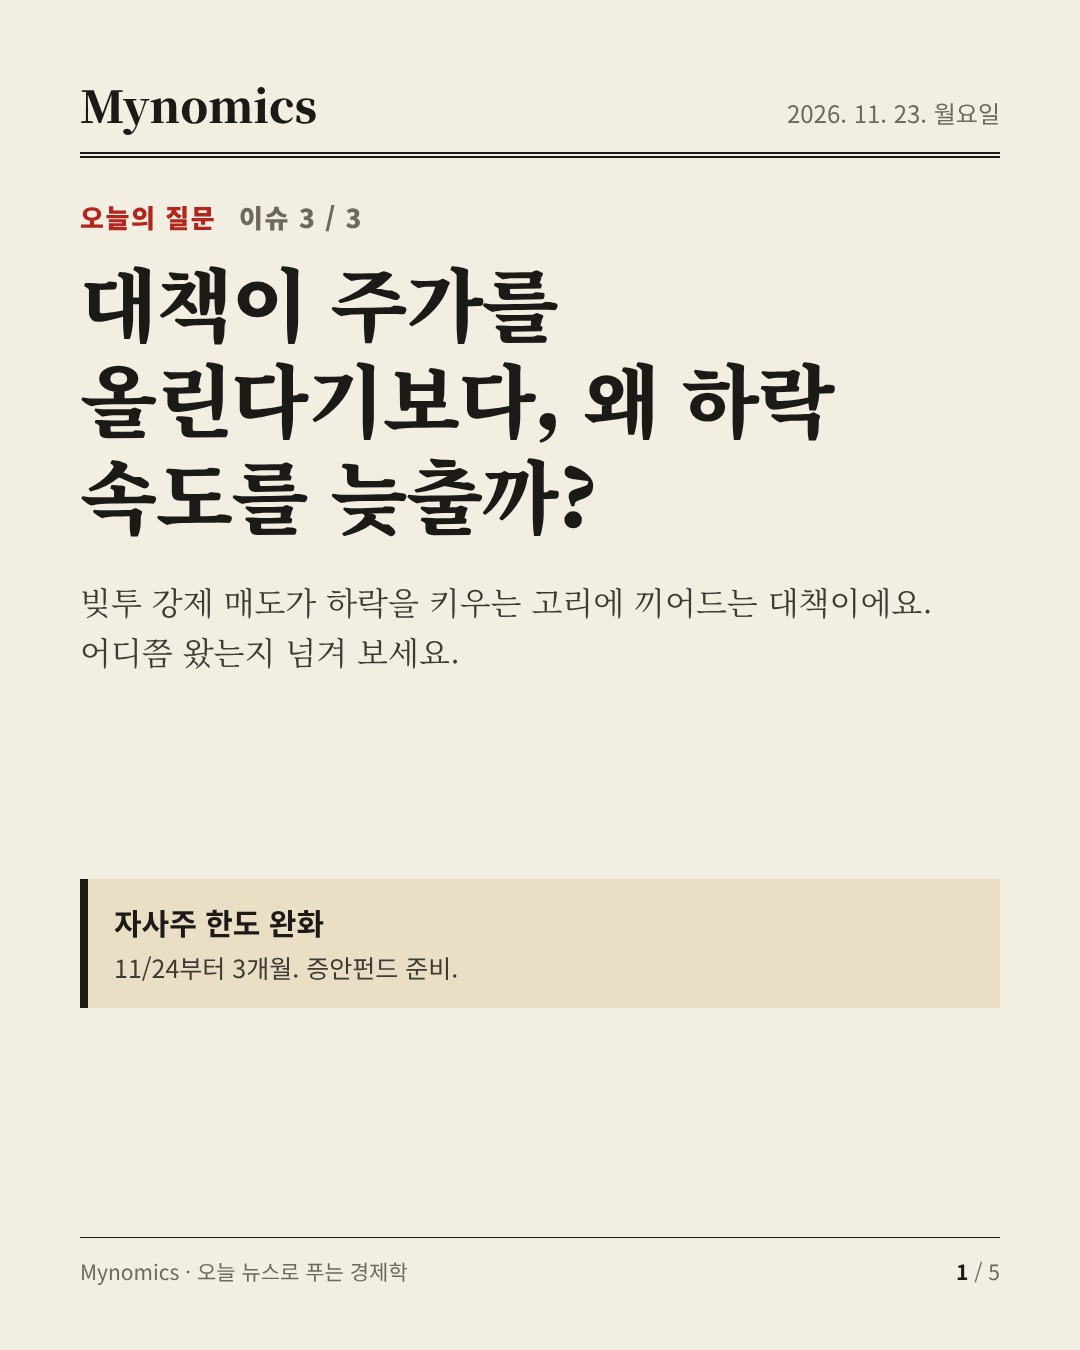 Mynomics
2026. 11. 23. 월요일
오늘의 질문 이슈 3 / 3
대책이 주가를
올린다기보다, 왜 하락
속도를 늦출까?
빚투 강제 매도가 하락을 키우는 고리에 끼어드는 대책이에요.
어디쯤 왔는지 넘겨 보세요.
자사주 한도 완화
11/24부터 3개월. 증안펀드 준비.
Mynomics · 오늘 뉴스로 푸는 경제학
1 / 5